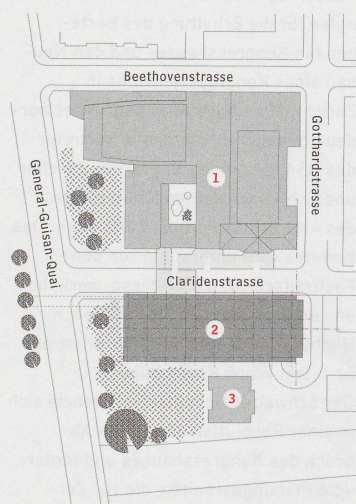 Beethovenstrasse
Gotthardstrasse
1
General-Guisan-Quai
Claridenstrasse
2
3